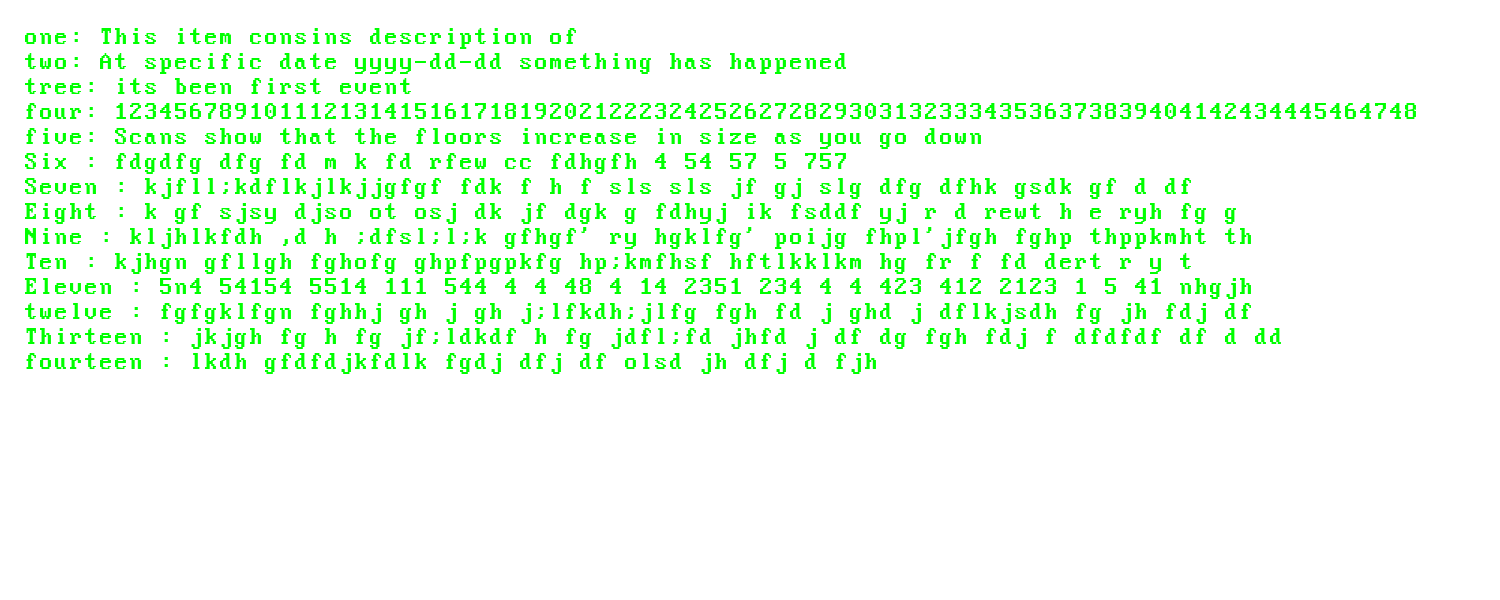 one: This item consins description of
two: At specific date yyyy-dd-dd something has happened
tree: its been first event
four: 123456789101112131415161718192021222324252627282930313233343536373839404142434445464748
five: Scans show that the floors increase in size as you go down
Six : fdgdfg dfg fd m k fd rfew cc fdhgfh 4 54 57 5 757
Seven : kjfll;kdflkjlkjjgfgf fdk f h f sls sls jf gj slg dfg dfhk gsdk gf d df
Eight : k gf sjsy djso ot osj dk jf dgk g fdhyj ik fsddf yj r d rewt h e ryh fg g
Nine : kljhlkfdh ,d h ;dfsl;l;k gfhgf' ry hgklfg' poijg fhpl'jfgh fghp thppkmht th
Ten : kjhgn gfllgh fghofg ghpfpgpkfg hp;kmfhsf hftlkklkm hg fr f fd dert r y t
Eleven : 5n4 54154 5514 111 544 4 4 48 4 14 2351 234 4 4 423 412 2123 1 5 41 nhgjh
twelve : fgfgklfgn fghhj gh j gh j;lfkdh;jlfg fgh fd j ghd j dflkjsdh fg jh fdj df
Thirteen : jkjgh fg h fg jf;ldkdf h fg jdfl;fd jhfd j df dg fgh fdj f dfdfdf df d dd
fourteen : lkdh gfdfdjkfdlk fgdj dfj df olsd jh dfj d fjh